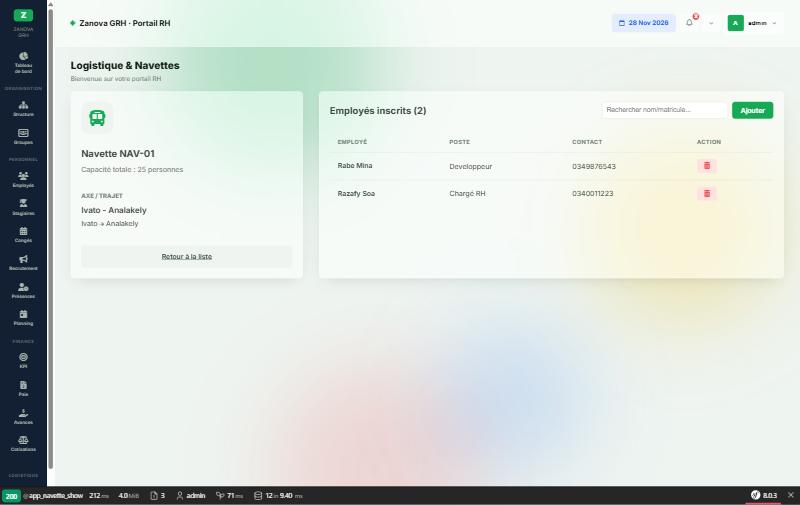 Z
ZANOVA
GRH
Tableau
de bord
ORGANISATION
Structure
Groupes
PERSONNEL
Employés
Stagiaires
Congés
Recrutement
Présences
Planning
FINANCE
KPI
Paie
Avances
Cotisations
LOGISTIQUE
Zanova GRH · Portail RH
28 Nov 2026
A
admin
Logistique & Navettes
Bienvenue sur votre portail RH
Navette NAV-01
Capacité totale : 25 personnes
AXE / TRAJET
Ivato - Analakely
Ivato → Analakely
Retour à la liste
Employés inscrits (2)
Rechercher nom/matricule...
Ajouter
EMPLOYÉ POSTE CONTACT ACTION
Rabe Mina Developpeur 0349876543
Razafy Soa Chargé RH 0340011223
200 @app_navette_show 212 ms 4.0 MiB 3 admin 71 ms 12 in 9.40 ms 8.0.3